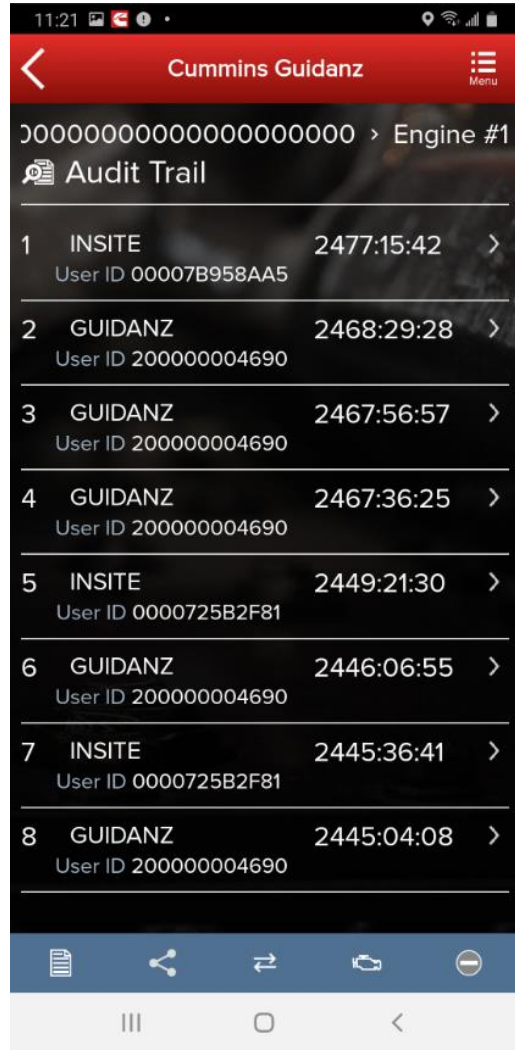 11:21
Cummins Guidanz
Menu
00000000000000000000000 > Engine #1
Audit Trail
1 INSITE 2477:15:42 >
User ID 00007B958AA5
2 GUIDANZ 2468:29:28 >
User ID 200000004690
3 GUIDANZ 2467:56:57 >
User ID 200000004690
4 GUIDANZ 2467:36:25 >
User ID 200000004690
5 INSITE 2449:21:30 >
User ID 0000725B2F81
6 GUIDANZ 2446:06:55 >
User ID 200000004690
7 INSITE 2445:36:41 >
User ID 0000725B2F81
8 GUIDANZ 2445:04:08 >
User ID 200000004690